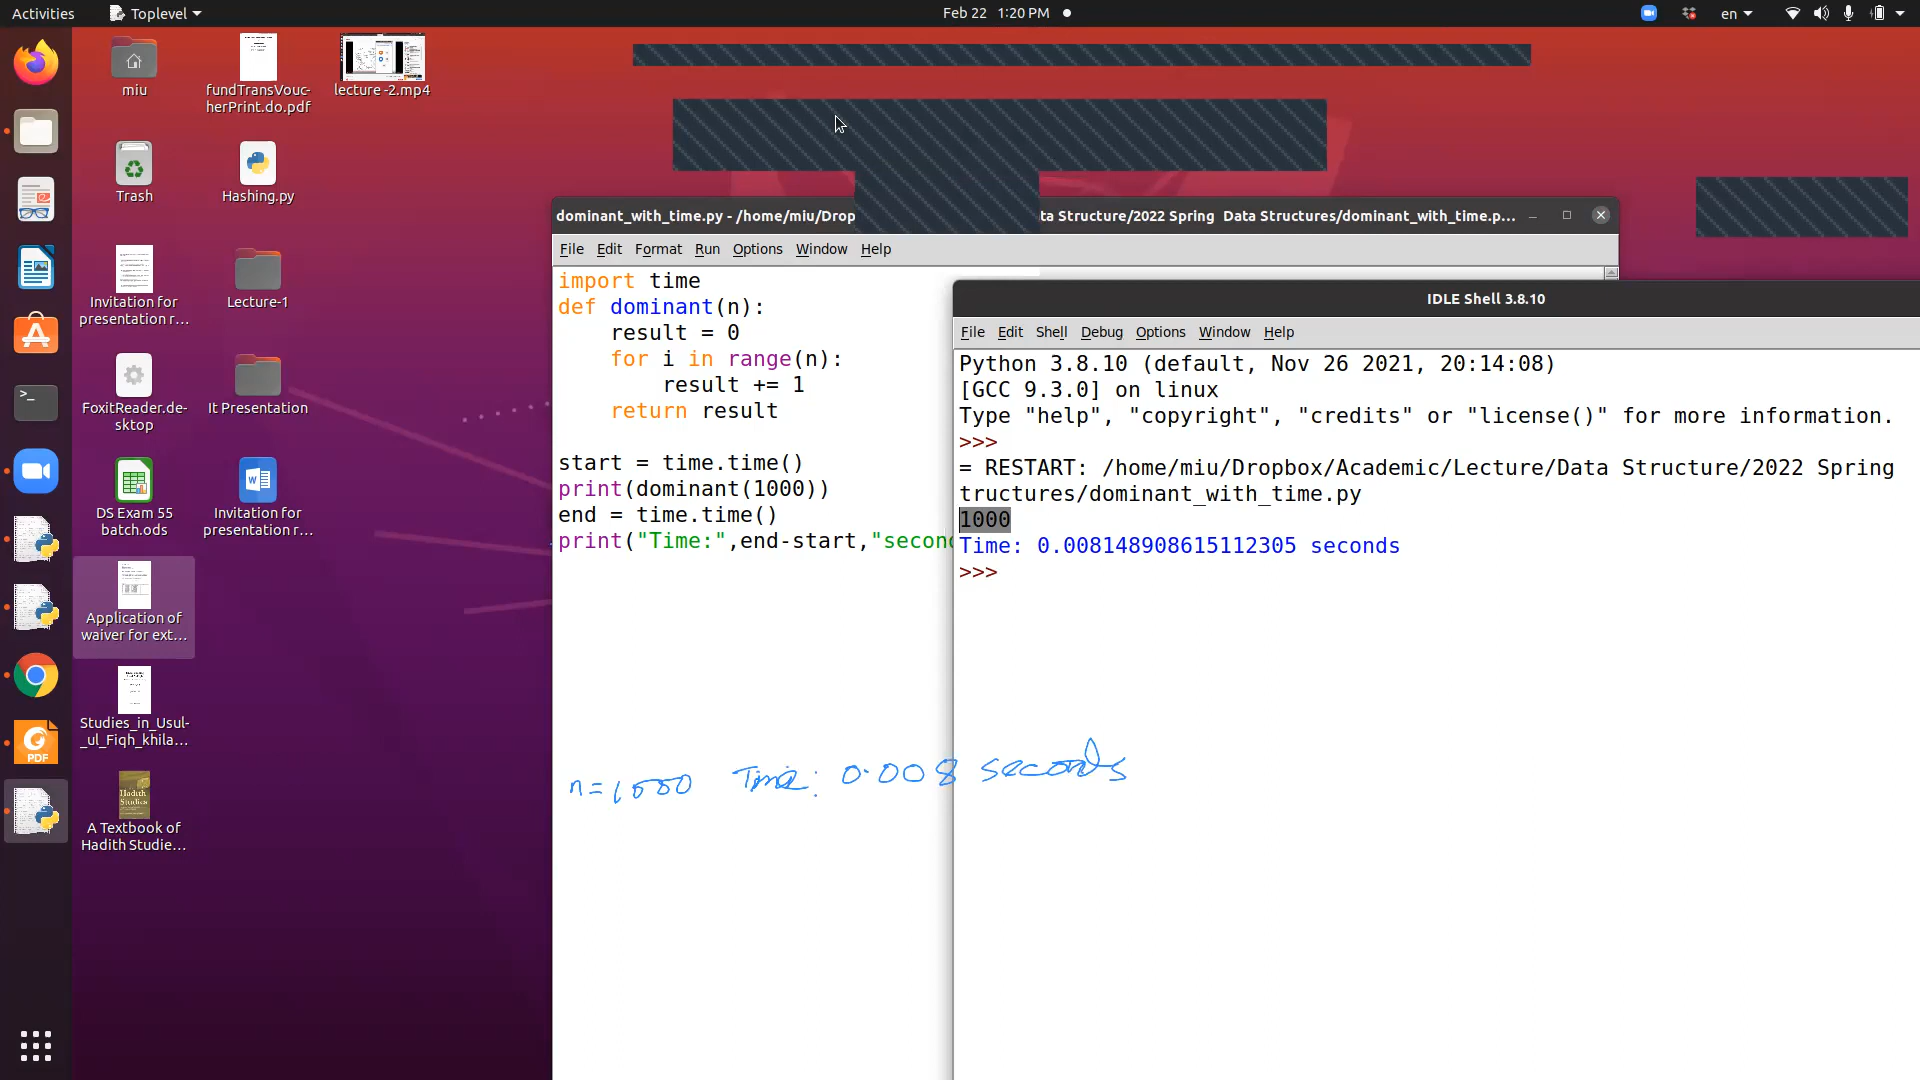 Activities
Toplevel
Feb 22 1:20 PM
en
miu
fundTransVouc-
herPrint.do.pdf
lecture -2.mp4
Trash
Hashing.py
Invitation for
presentation r...
Lecture-1
FoxitReader.de-
sktop
It Presentation
DS Exam 55
batch.ods
Invitation for
presentation r...
Application of
waiver for ext...
Studies_in_Usul-
_ul_Fiqh_khila...
A Textbook of
Hadith Studie...
PDF
dominant_with_time.py - /home/miu/Drop
ta Structure/2022 Spring Data Structures/dominant_with_time.p...
File Edit Format Run Options Window Help
import time
def dominant(n):
    result = 0
    for i in range(n):
        result += 1
    return result
start = time.time()
print(dominant(1000))
end = time.time()
print("Time:",end-start,"secon
IDLE Shell 3.8.10
File Edit Shell Debug Options Window Help
Python 3.8.10 (default, Nov 26 2021, 20:14:08)
[GCC 9.3.0] on linux
Type "help", "copyright", "credits" or "license()" for more information.
>>>
= RESTART: /home/miu/Dropbox/Academic/Lecture/Data Structure/2022 Spring
tructures/dominant_with_time.py
1000
Time: 0.008148908615112305 seconds
>>>
n=1000 Time: 0.008 seconds